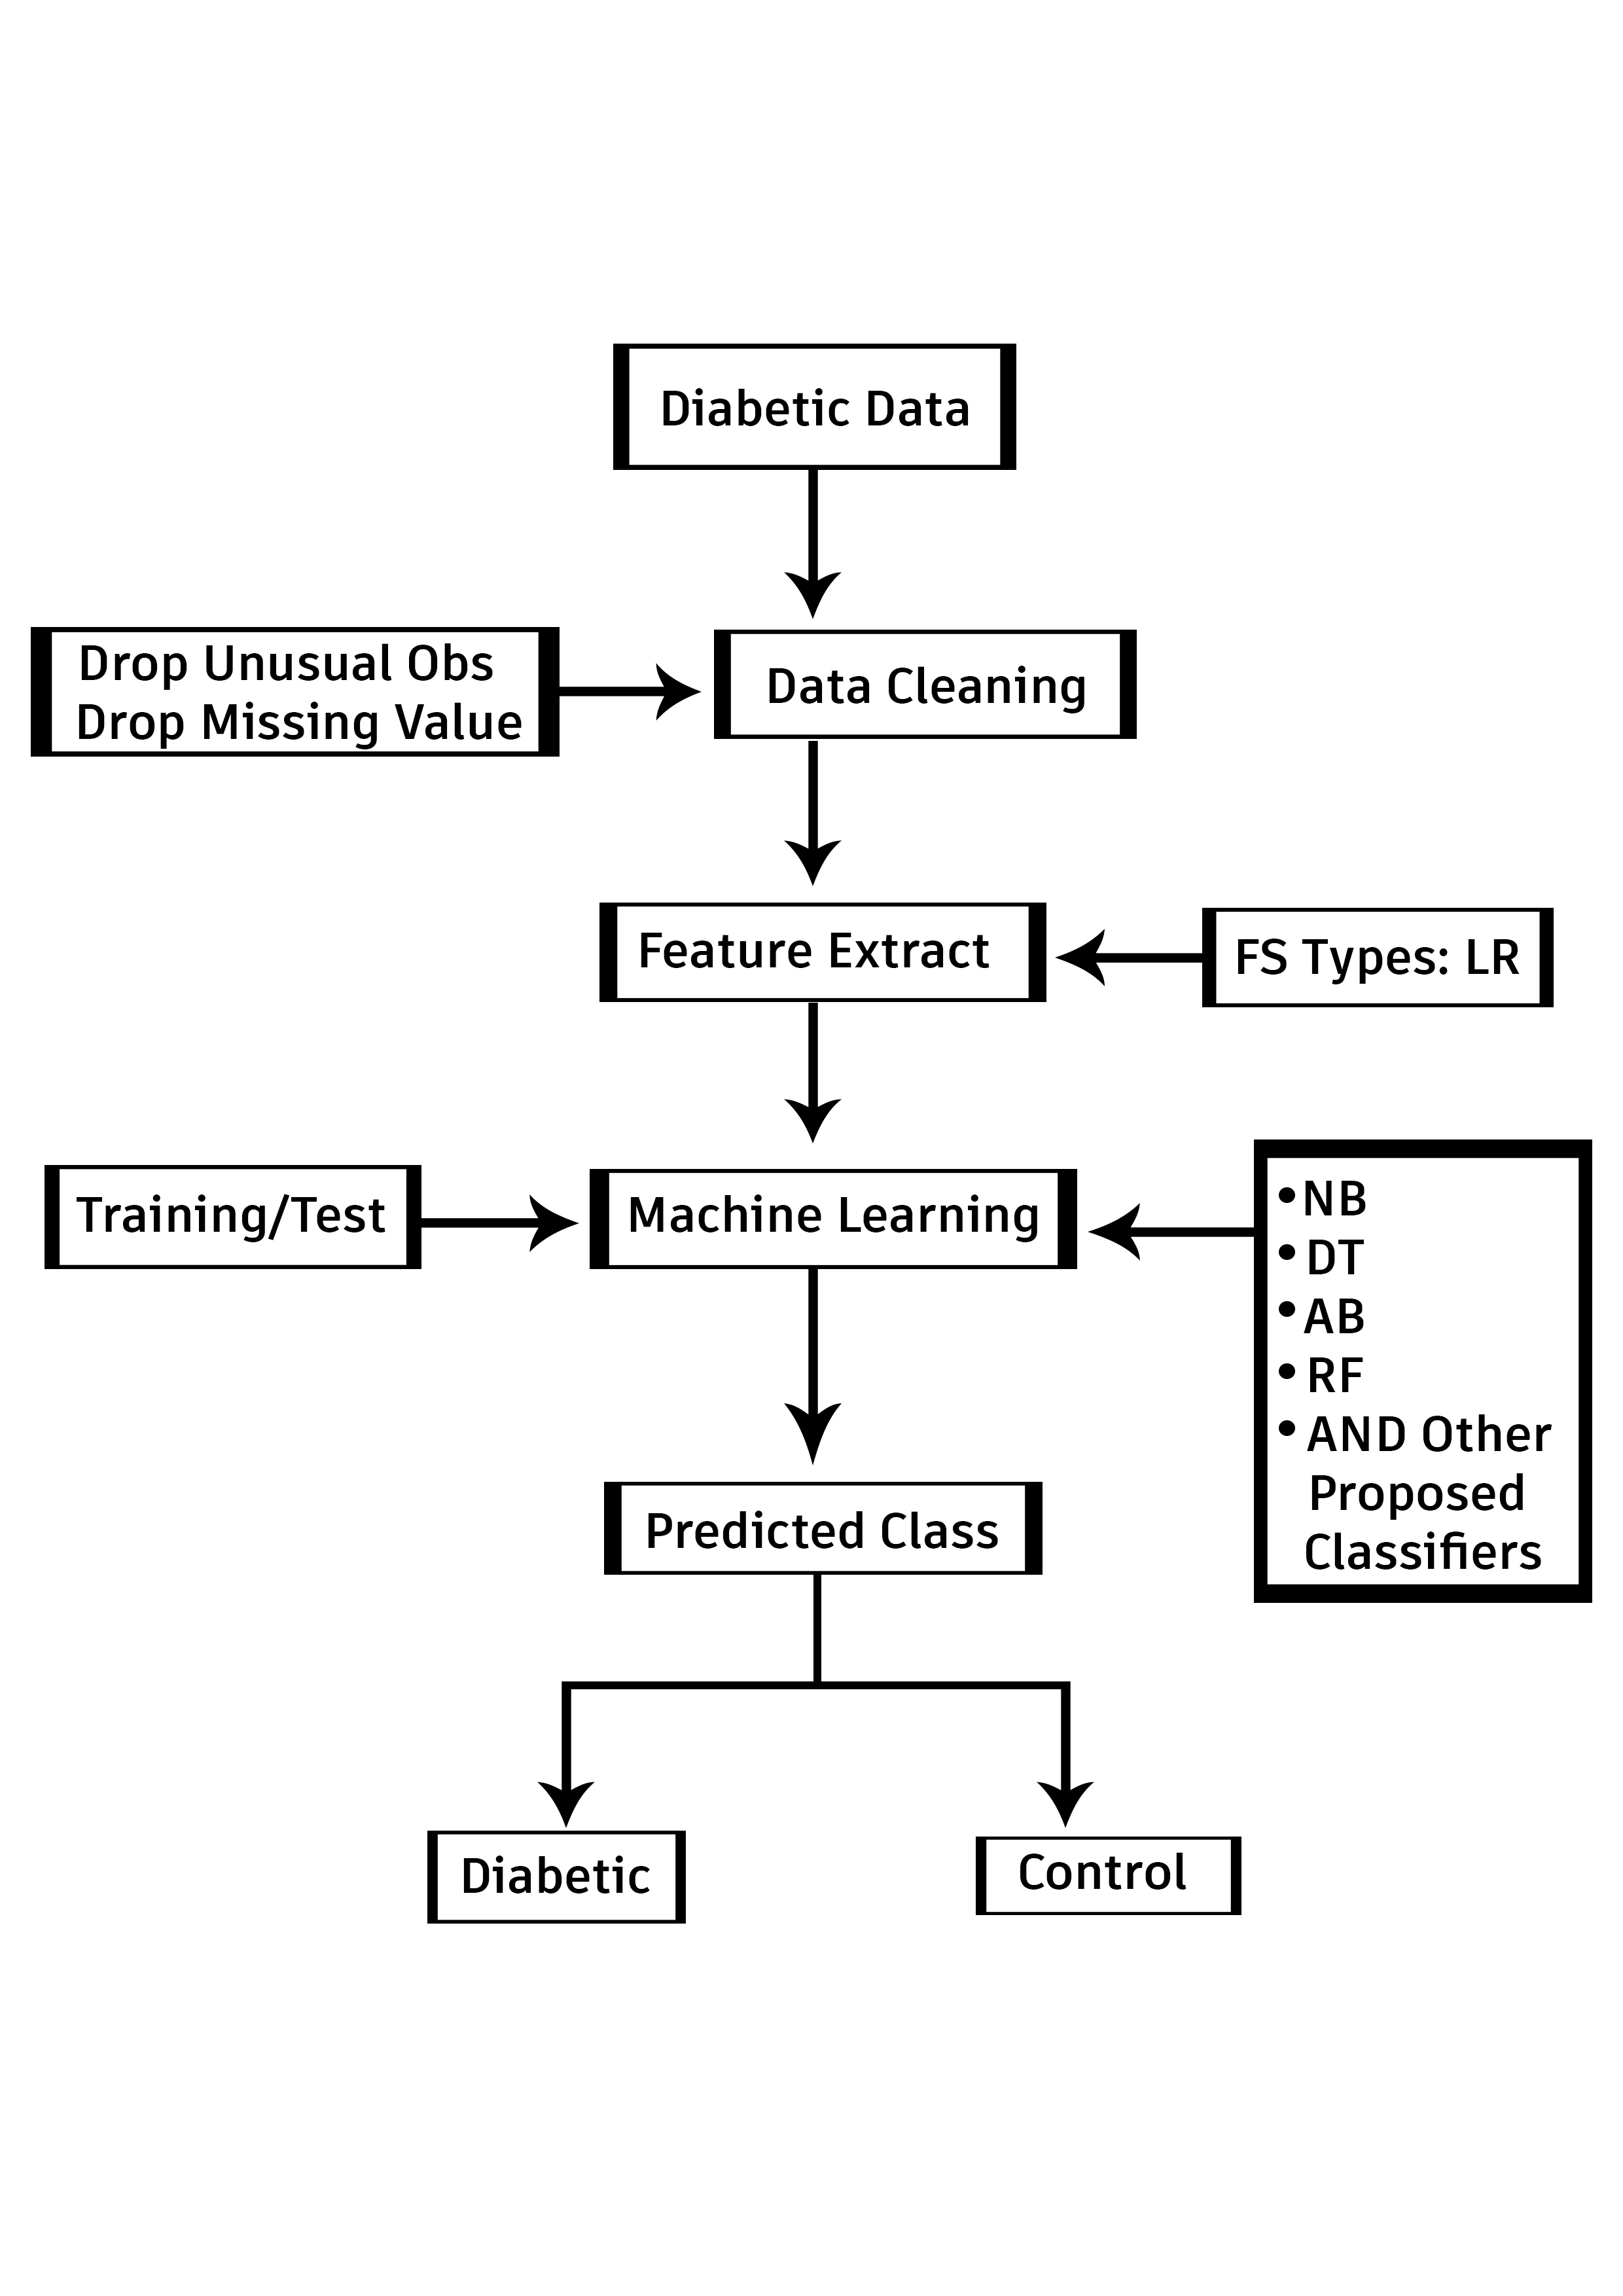 Diabetic Data
Drop Unusual Obs
Drop Missing Value
Data Cleaning
Feature Extract
FS Types: LR
Training/Test
Machine Learning
•NB
•DT
•AB
•RF
•AND Other
Proposed
Classifiers
Predicted Class
Diabetic
Control